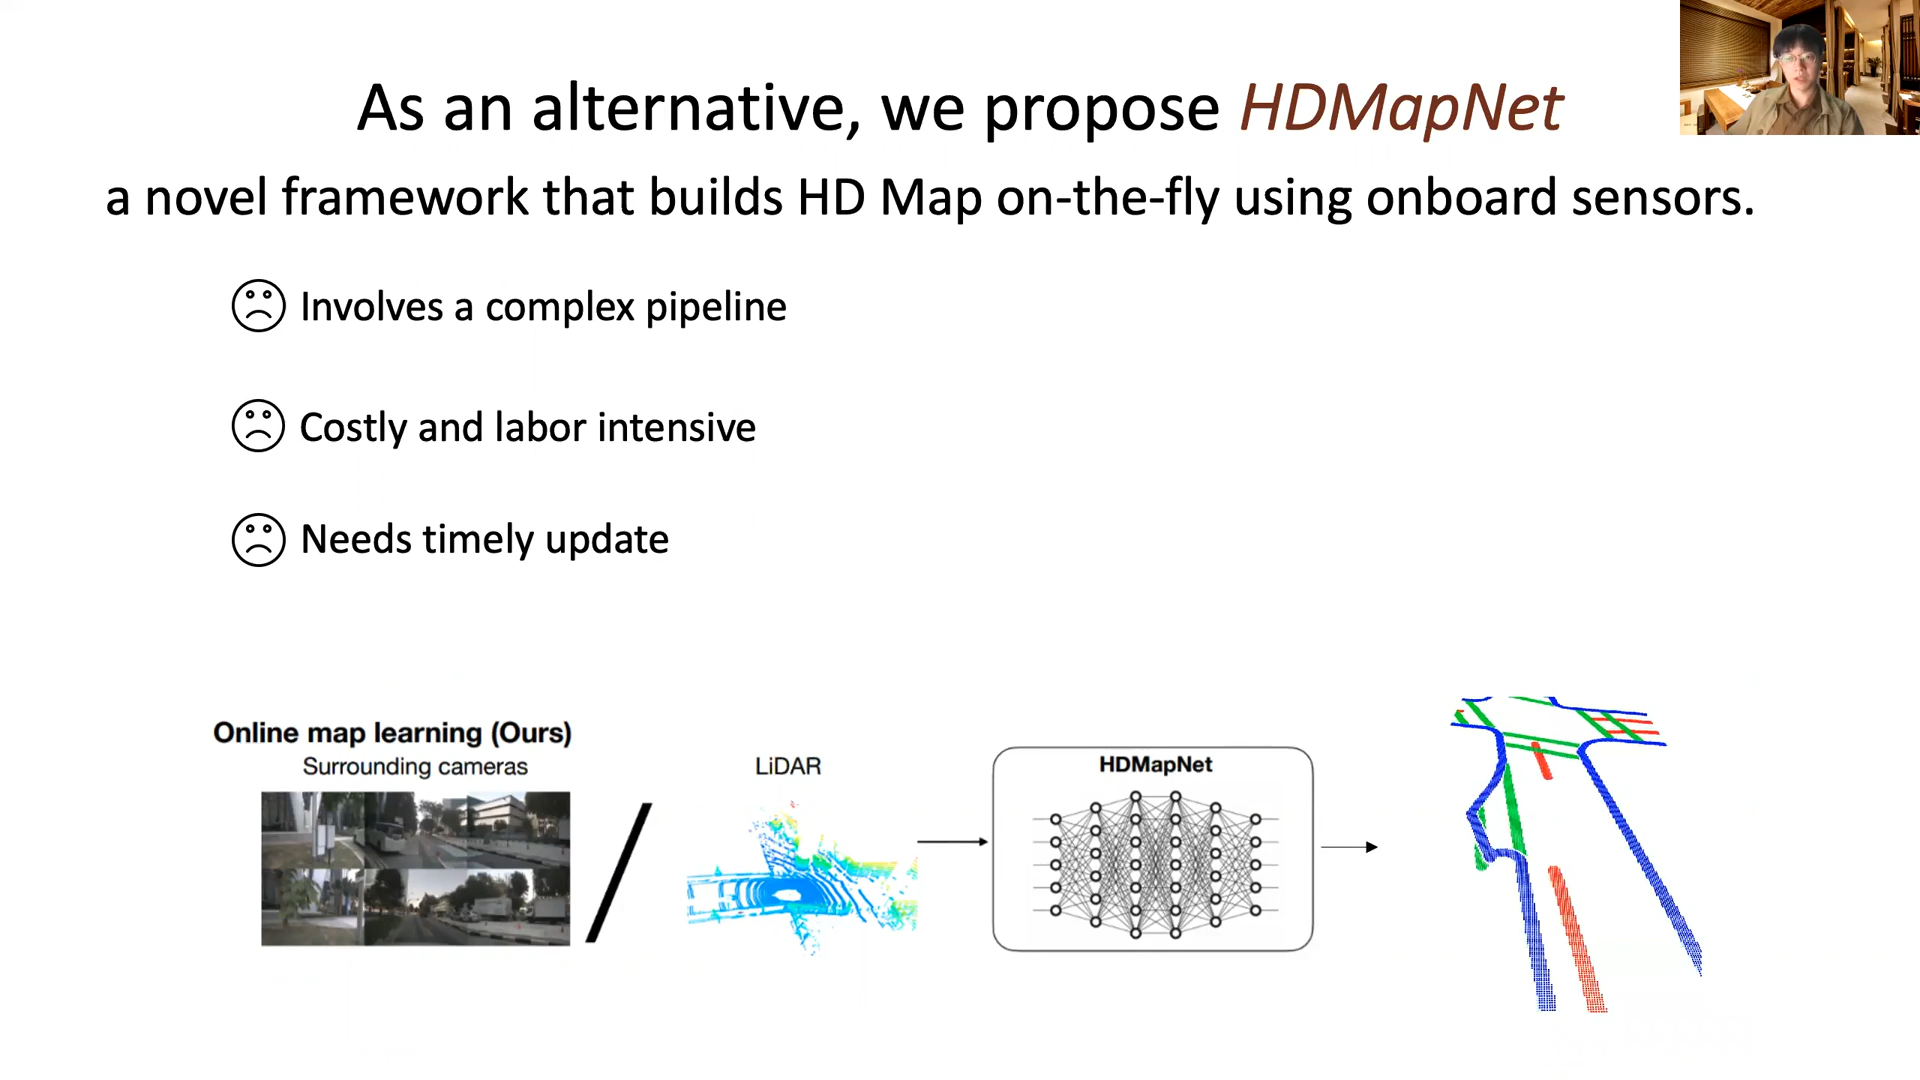 As an alternative, we propose HDMapNet
a novel framework that builds HD Map on-the-fly using onboard sensors.
Involves a complex pipeline
Costly and labor intensive
Needs timely update
Online map learning (Ours)
Surrounding cameras
LiDAR
HDMapNet